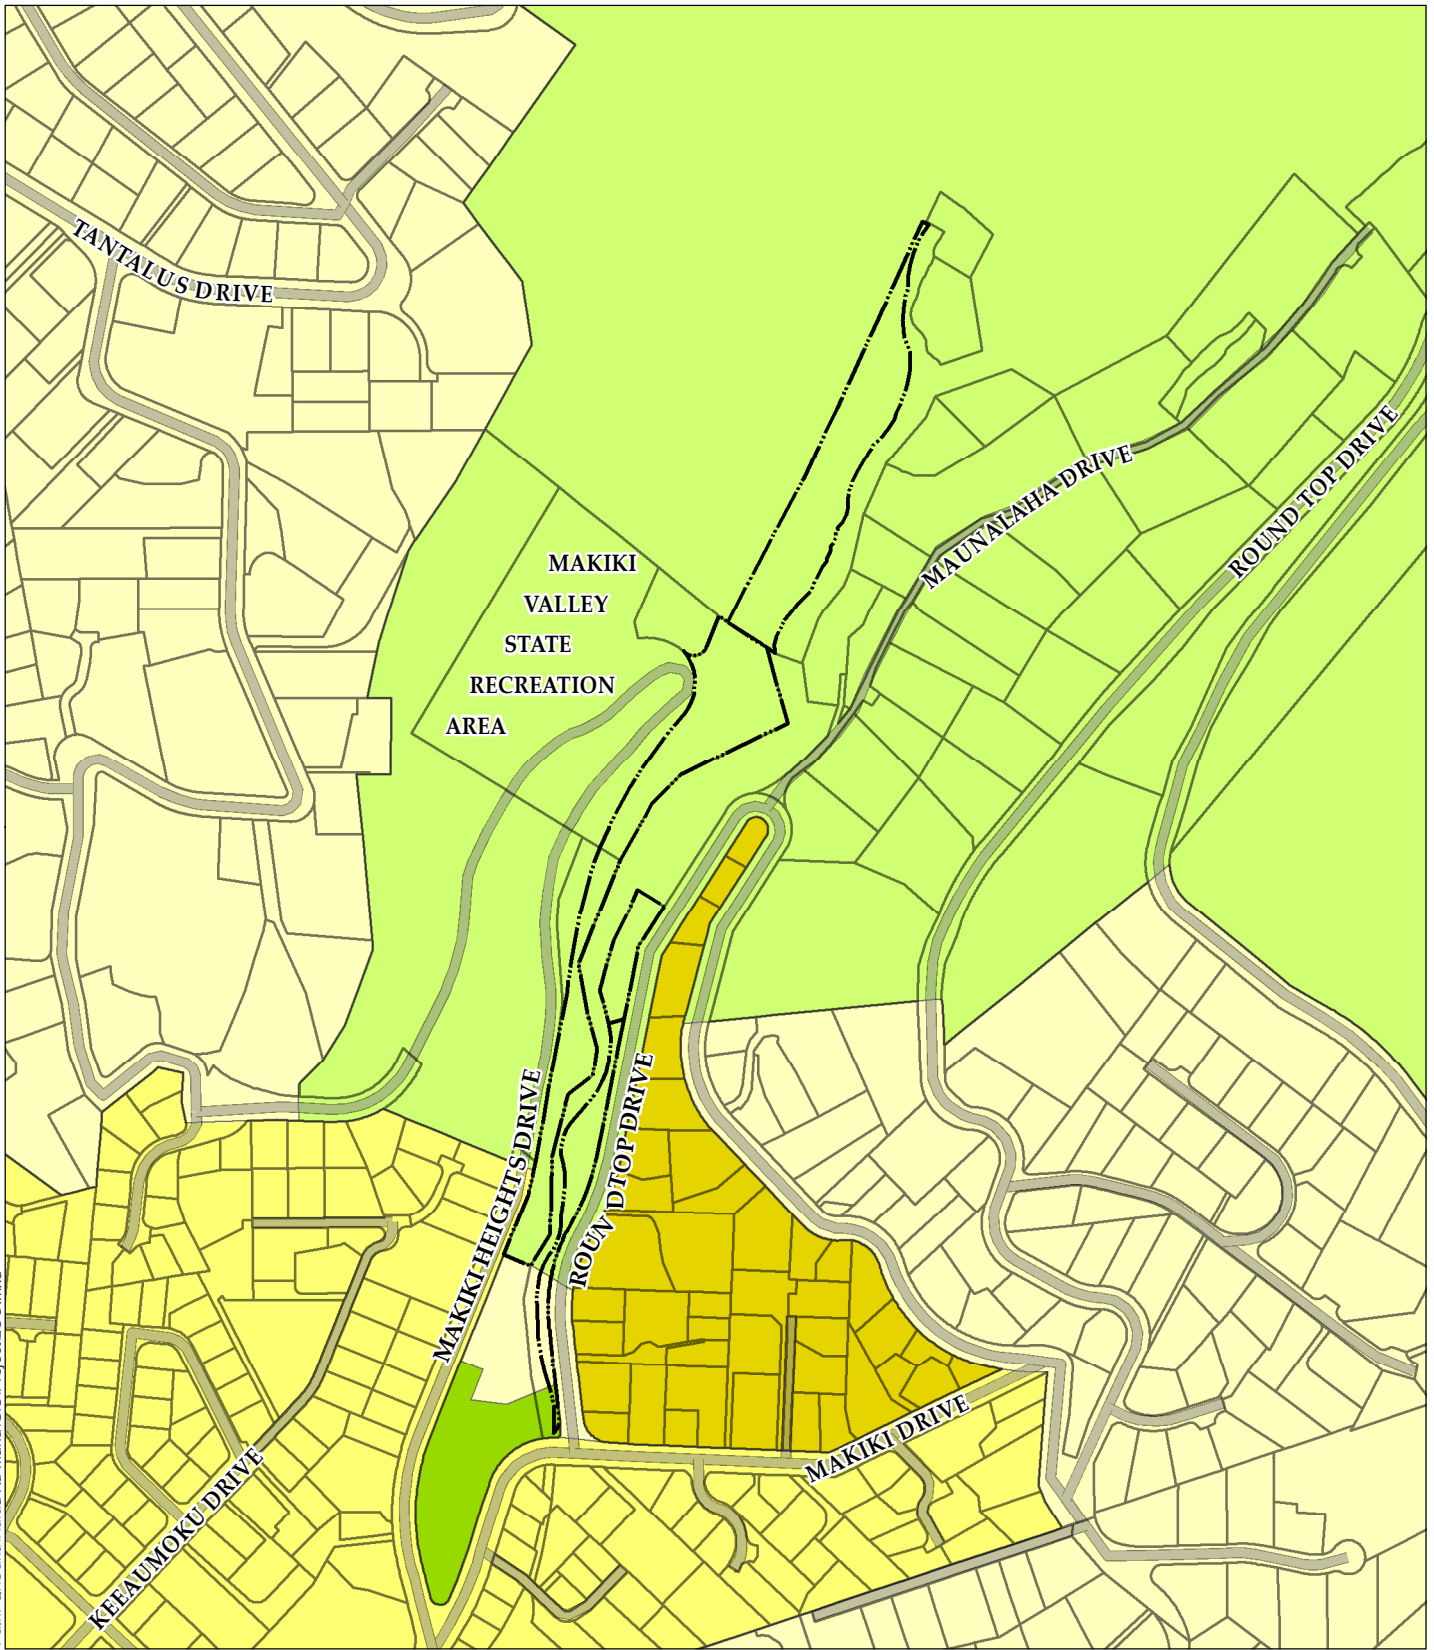 TANTALUS DRIVE
MAKIKI
VALLEY
STATE
RECREATION
AREA
MAUNALAHA DRIVE
ROUND TOP DRIVE
MAKIKI HEIGHTS DRIVE
ROUN DTOP DRIVE
MAKIKI DRIVE
KEEAUMOKU DRIVE